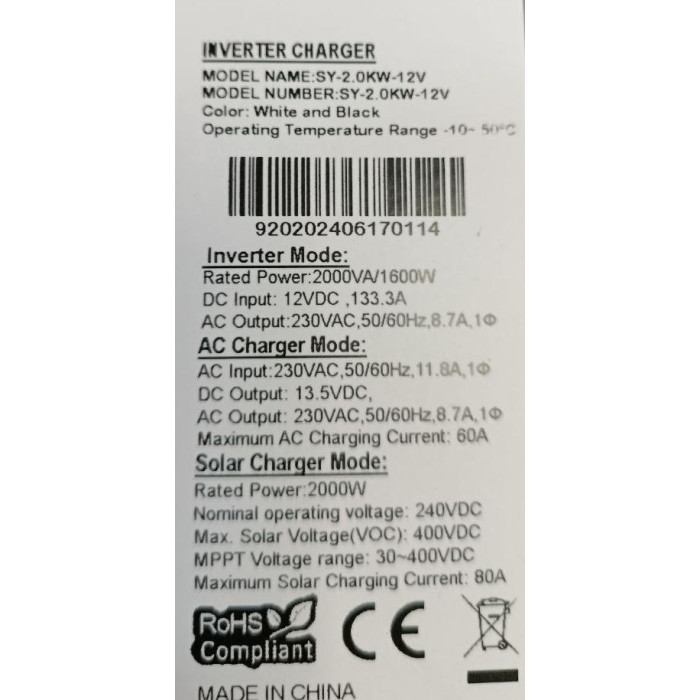 INVERTER CHARGER
MODEL NAME:SY-2.0KW-12V
MODEL NUMBER:SY-2.0KW-12V
Color: White and Black
Operating Temperature Range -10~ 50°C
920202406170114
Inverter Mode:
Rated Power:2000VA/1600W
DC Input: 12VDC ,133.3A
AC Output:230VAC,50/60Hz,8.7A,1Φ
AC Charger Mode:
AC Input:230VAC,50/60Hz,11.8A,1Φ
DC Output: 13.5VDC,
AC Output: 230VAC,50/60Hz,8.7A,1Φ
Maximum AC Charging Current: 60A
Solar Charger Mode:
Rated Power:2000W
Nominal operating voltage: 240VDC
Max. Solar Voltage(VOC): 400VDC
MPPT Voltage range: 30~400VDC
Maximum Solar Charging Current: 80A
RoHS
Compliant
CE
MADE IN CHINA